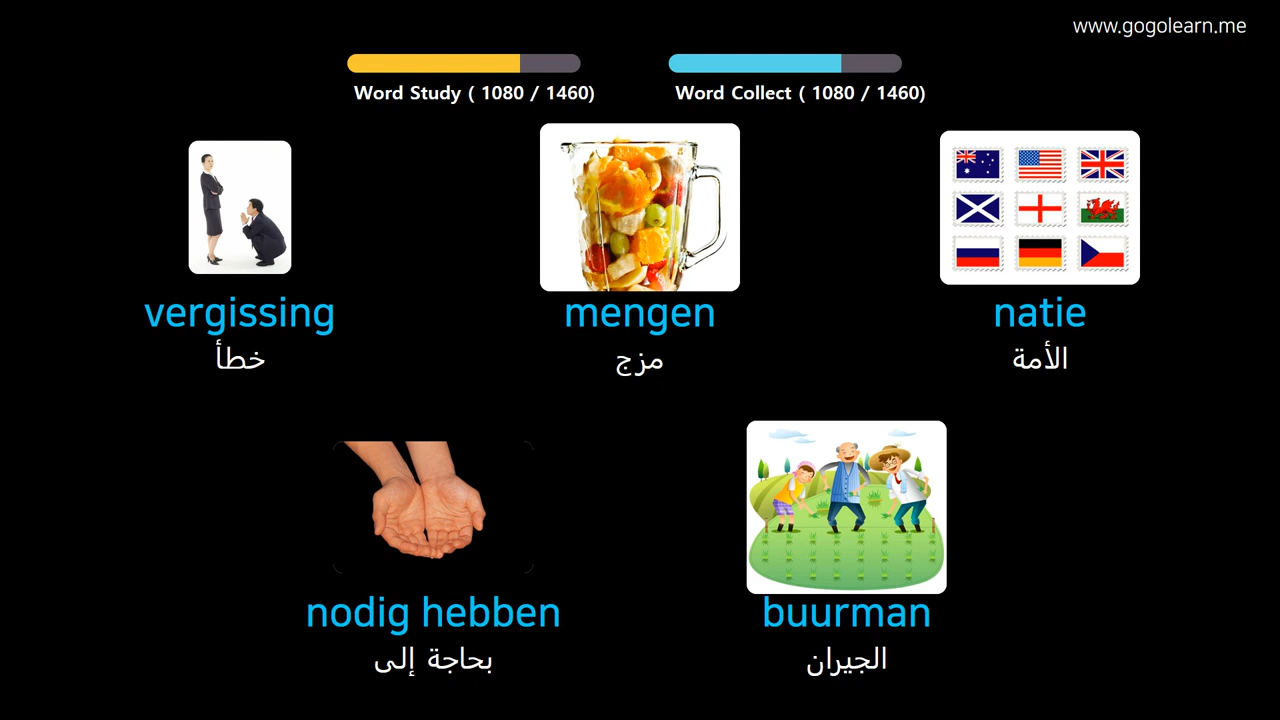 www.gogolearn.me
Word Study ( 1080 / 1460)
Word Collect ( 1080 / 1460)
vergissing
خطأ
mengen
مزج
natie
الأمة
nodig hebben
بحاجة إلى
buurman
الجيران